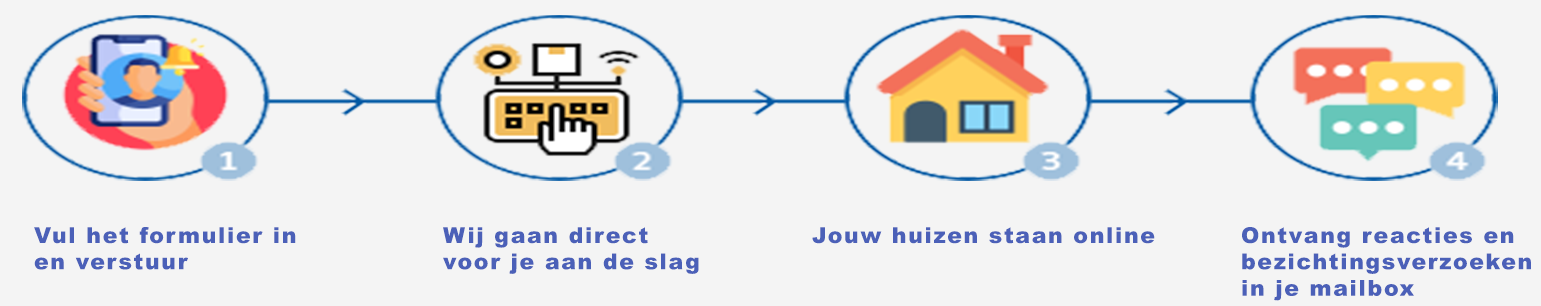 1
2
3
4
Vul het formulier in
en verstuur
Wij gaan direct
voor je aan de slag
Jouw huizen staan online
Ontvang reacties en
bezichtingsverzoeken
in je mailbox